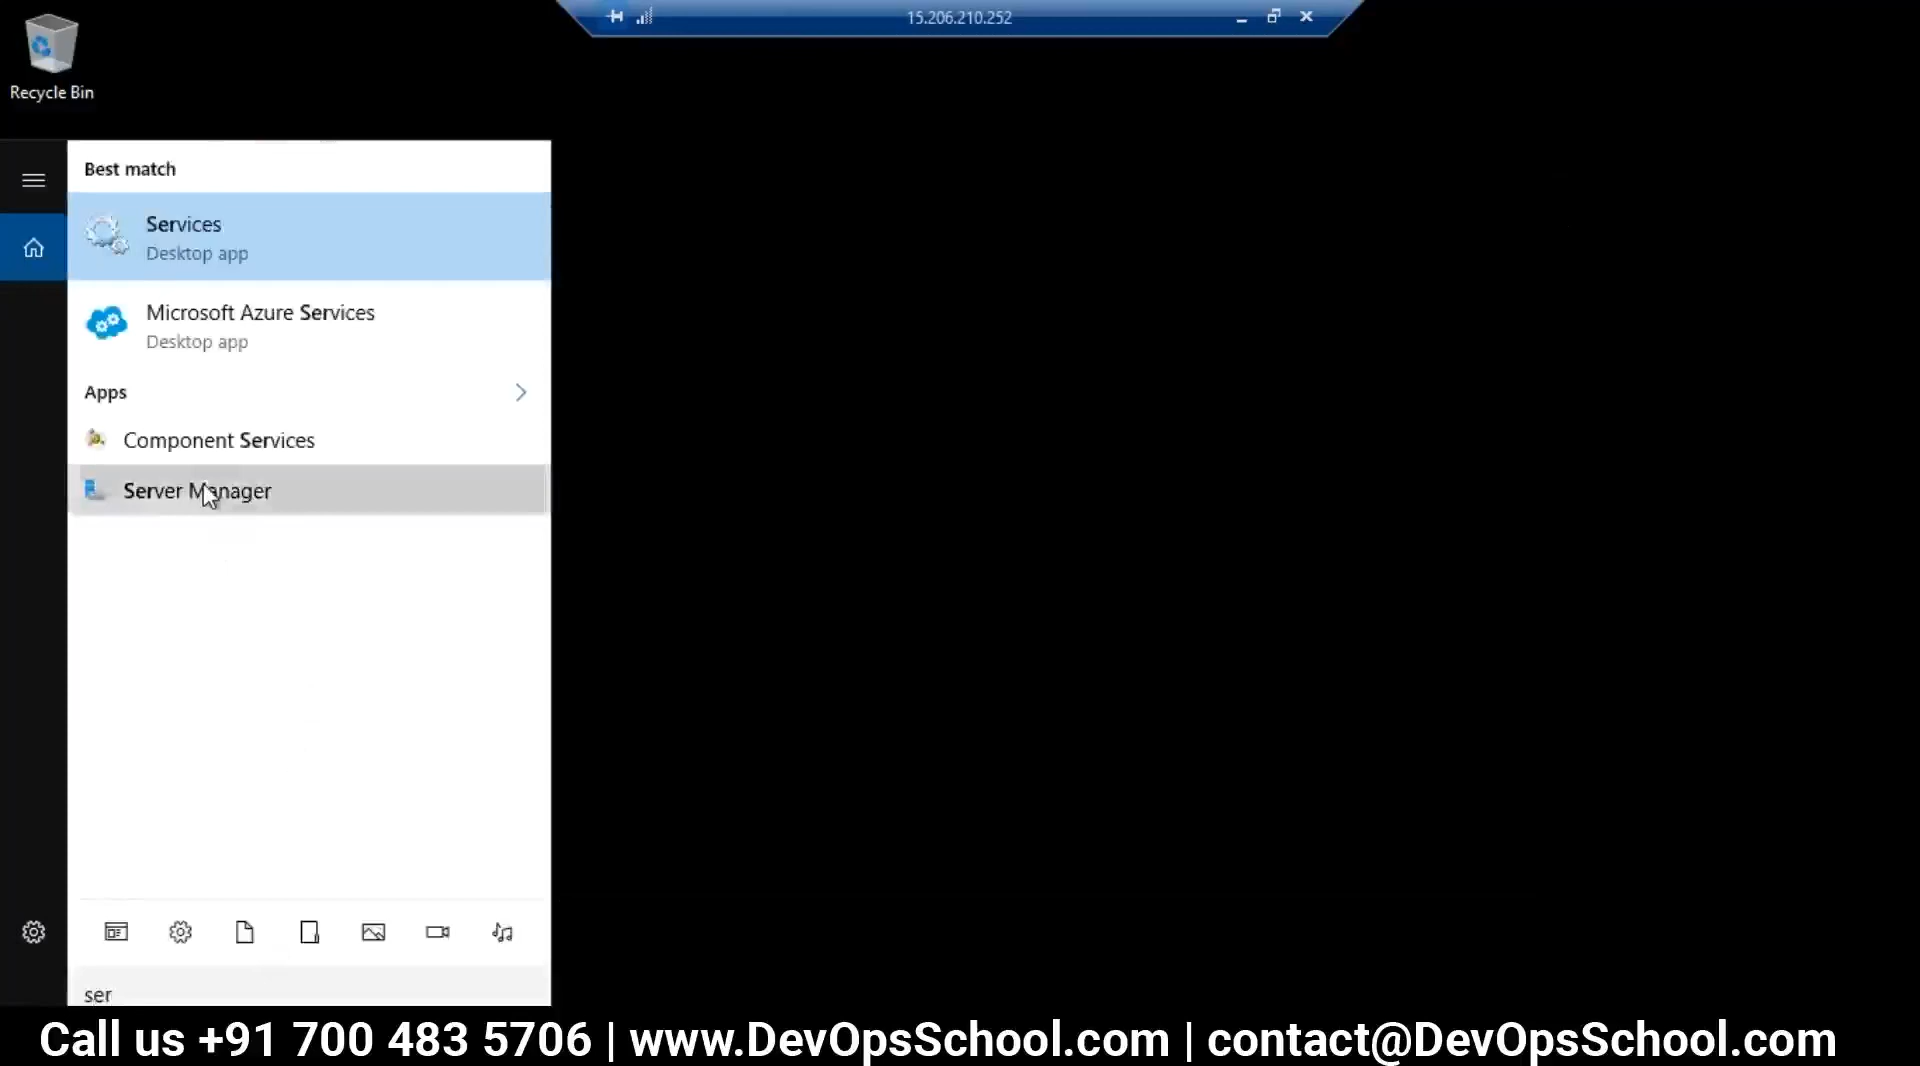 15.206.210.252
Recycle Bin
Best match
Services
Desktop app
Microsoft Azure Services
Desktop app
Apps
Component Services
Server Manager
ser
Call us +91 700 483 5706 | www.DevOpsSchool.com | contact@DevOpsSchool.com